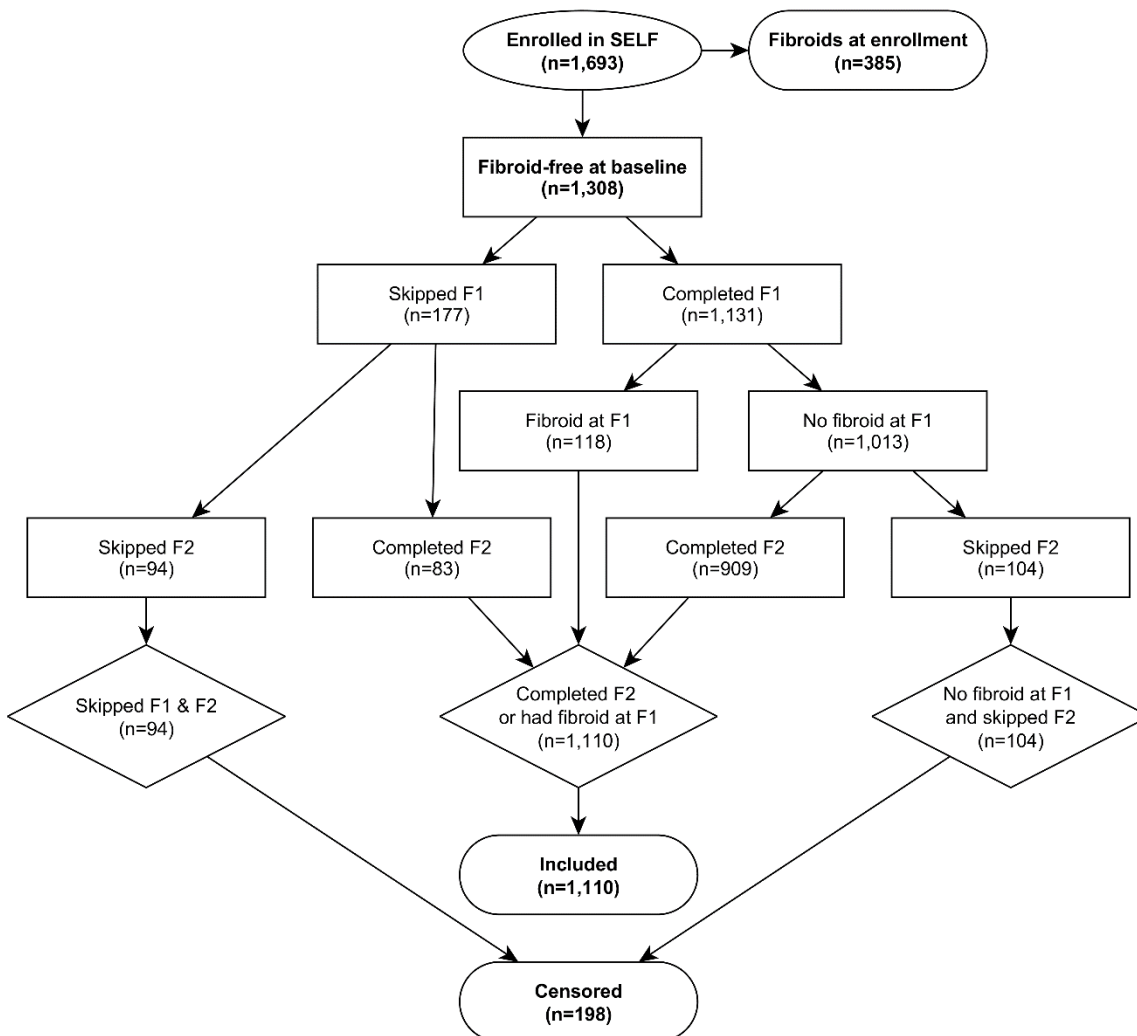 Enrolled in SELF
(n=1,693)
Fibroids at enrollment
(n=385)
Fibroid-free at baseline
(n=1,308)
Skipped F1
(n=177)
Completed F1
(n=1,131)
Fibroid at F1
(n=118)
No fibroid at F1
(n=1,013)
Skipped F2
(n=94)
Completed F2
(n=83)
Completed F2
(n=909)
Skipped F2
(n=104)
Skipped F1 & F2
(n=94)
Completed F2
or had fibroid at F1
(n=1,110)
No fibroid at F1
and skipped F2
(n=104)
Included
(n=1,110)
Censored
(n=198)